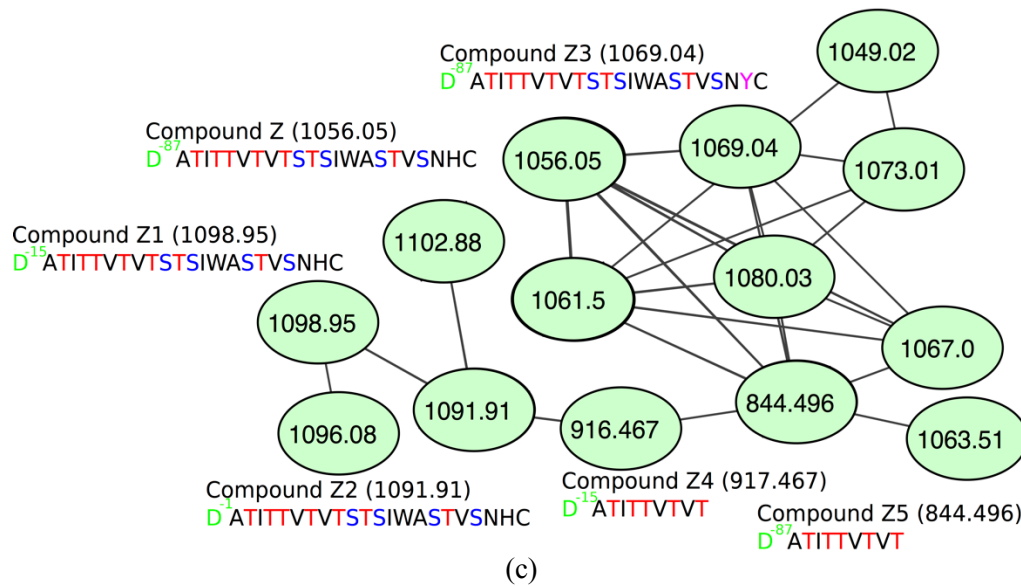 1049.02
Compound Z3 (1069.04)
D-87ATITTVTVTSTSIWASTVSNYC
Compound Z (1056.05)
D-87ATITTVTVTSTSIWASTVSNHC
1056.05
1069.04
1073.01
Compound Z1 (1098.95)
D-15ATITTVTVTSTSIWASTVSNHC
1102.88
1061.5
1080.03
1098.95
1067.0
1096.08
1091.91
916.467
844.496
1063.51
Compound Z2 (1091.91)
D-1ATITTVTVTSTSIWASTVSNHC
Compound Z4 (917.467)
D-15ATITTVTVT
Compound Z5 (844.496)
D-87ATITTVTVT
(c)